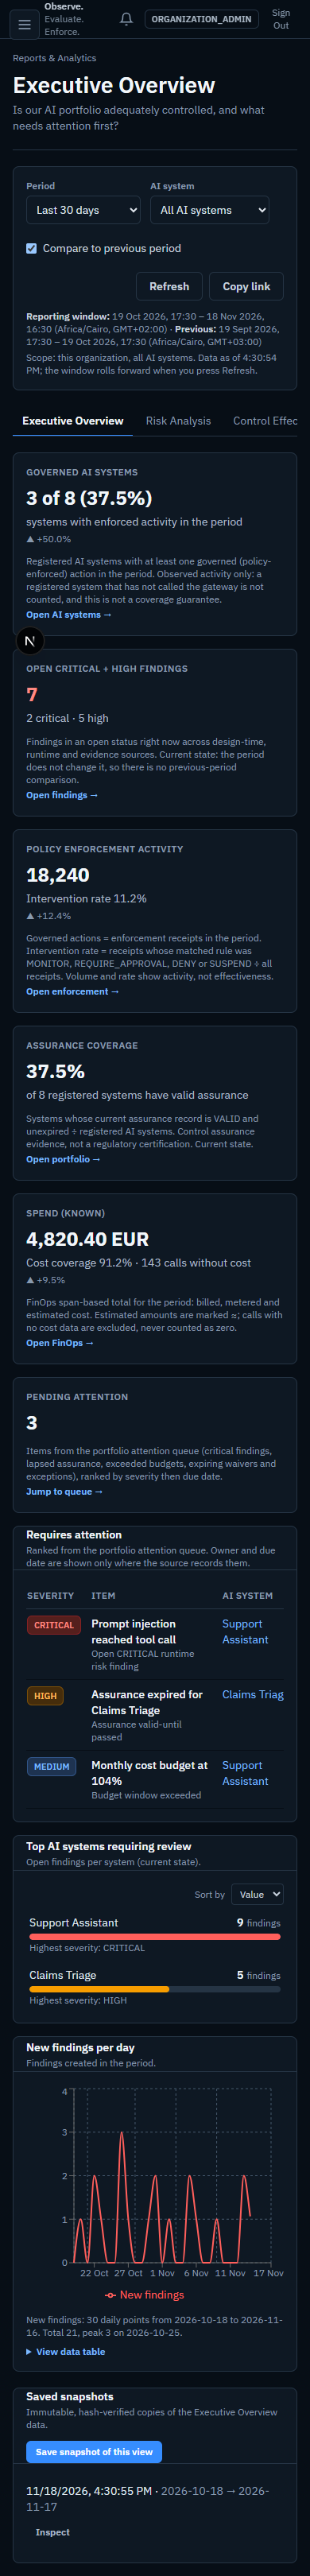 Observe.
Evaluate.
Enforce.
ORGANIZATION_ADMIN
Sign
Out
Reports & Analytics
Executive Overview
Is our AI portfolio adequately controlled, and what
needs attention first?
Period
AI system
Last 30 days
All AI systems
Compare to previous period
Refresh
Copy link
Reporting window: 19 Oct 2026, 17:30 – 18 Nov 2026,
16:30 (Africa/Cairo, GMT+02:00) · Previous: 19 Sept 2026,
17:30 – 19 Oct 2026, 17:30 (Africa/Cairo, GMT+03:00)
Scope: this organization, all AI systems. Data as of 4:30:54
PM; the window rolls forward when you press Refresh.
Executive Overview
Risk Analysis
Control Effec
GOVERNED AI SYSTEMS
3 of 8 (37.5%)
systems with enforced activity in the period
▲ +50.0%
Registered AI systems with at least one governed (policy-
enforced) action in the period. Observed activity only: a
registered system that has not called the gateway is not
counted, and this is not a coverage guarantee.
Open AI systems →
N
OPEN CRITICAL + HIGH FINDINGS
7
2 critical · 5 high
Findings in an open status right now across design-time,
runtime and evidence sources. Current state: the period
does not change it, so there is no previous-period
comparison.
Open findings →
POLICY ENFORCEMENT ACTIVITY
18,240
Intervention rate 11.2%
▲ +12.4%
Governed actions = enforcement receipts in the period.
Intervention rate = receipts whose matched rule was
MONITOR, REQUIRE_APPROVAL, DENY or SUSPEND ÷ all
receipts. Volume and rate show activity, not effectiveness.
Open enforcement →
ASSURANCE COVERAGE
37.5%
of 8 registered systems have valid assurance
Systems whose current assurance record is VALID and
unexpired ÷ registered AI systems. Control assurance
evidence, not a regulatory certification. Current state.
Open portfolio →
SPEND (KNOWN)
4,820.40 EUR
Cost coverage 91.2% · 143 calls without cost
▲ +9.5%
FinOps span-based total for the period: billed, metered and
estimated cost. Estimated amounts are marked ≈; calls with
no cost data are excluded, never counted as zero.
Open FinOps →
PENDING ATTENTION
3
Items from the portfolio attention queue (critical findings,
lapsed assurance, exceeded budgets, expiring waivers and
exceptions), ranked by severity then due date.
Jump to queue →
Requires attention
Ranked from the portfolio attention queue. Owner and due
date are shown only where the source records them.
SEVERITY
ITEM
AI SYSTEM
CRITICAL
Prompt injection
reached tool call
Open CRITICAL runtime
risk finding
Support
Assistant
HIGH
Assurance expired for
Claims Triage
Assurance valid-until
passed
Claims Triag
MEDIUM
Monthly cost budget at
104%
Budget window exceeded
Support
Assistant
Top AI systems requiring review
Open findings per system (current state).
Sort by
Value
Support Assistant
9 findings
Highest severity: CRITICAL
Claims Triage
5 findings
Highest severity: HIGH
New findings per day
Findings created in the period.
4
3
2
1
0
22 Oct
27 Oct
1 Nov
6 Nov
11 Nov
17 Nov
New findings
New findings: 30 daily points from 2026-10-18 to 2026-11-
16. Total 21, peak 3 on 2026-10-25.
▶ View data table
Saved snapshots
Immutable, hash-verified copies of the Executive Overview
data.
Save snapshot of this view
11/18/2026, 4:30:55 PM · 2026-10-18 → 2026-
11-17
Inspect